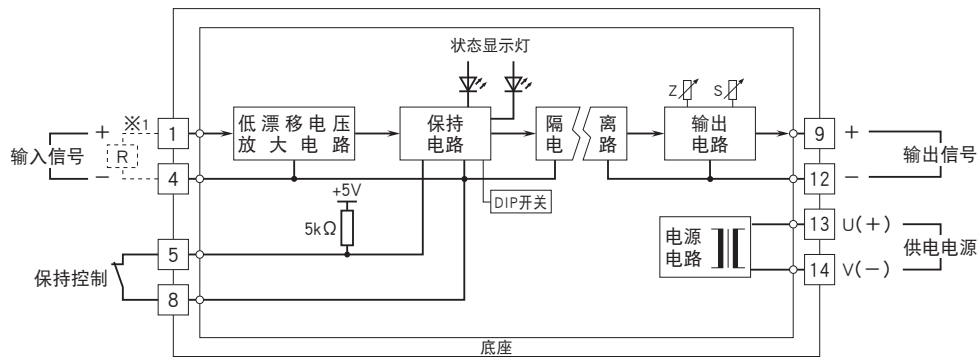 状态显示灯
Z
S
※1
1
4
5
8
R
+
输入信号
−
低漂移电压
放大电路
保持
电路
隔离
电路
输出
电路
9
+
输出信号
12
−
DIP开关
+5V
5kΩ
电源
电路
13
U(+)
供电电源
14
V(−)
保持控制
底座